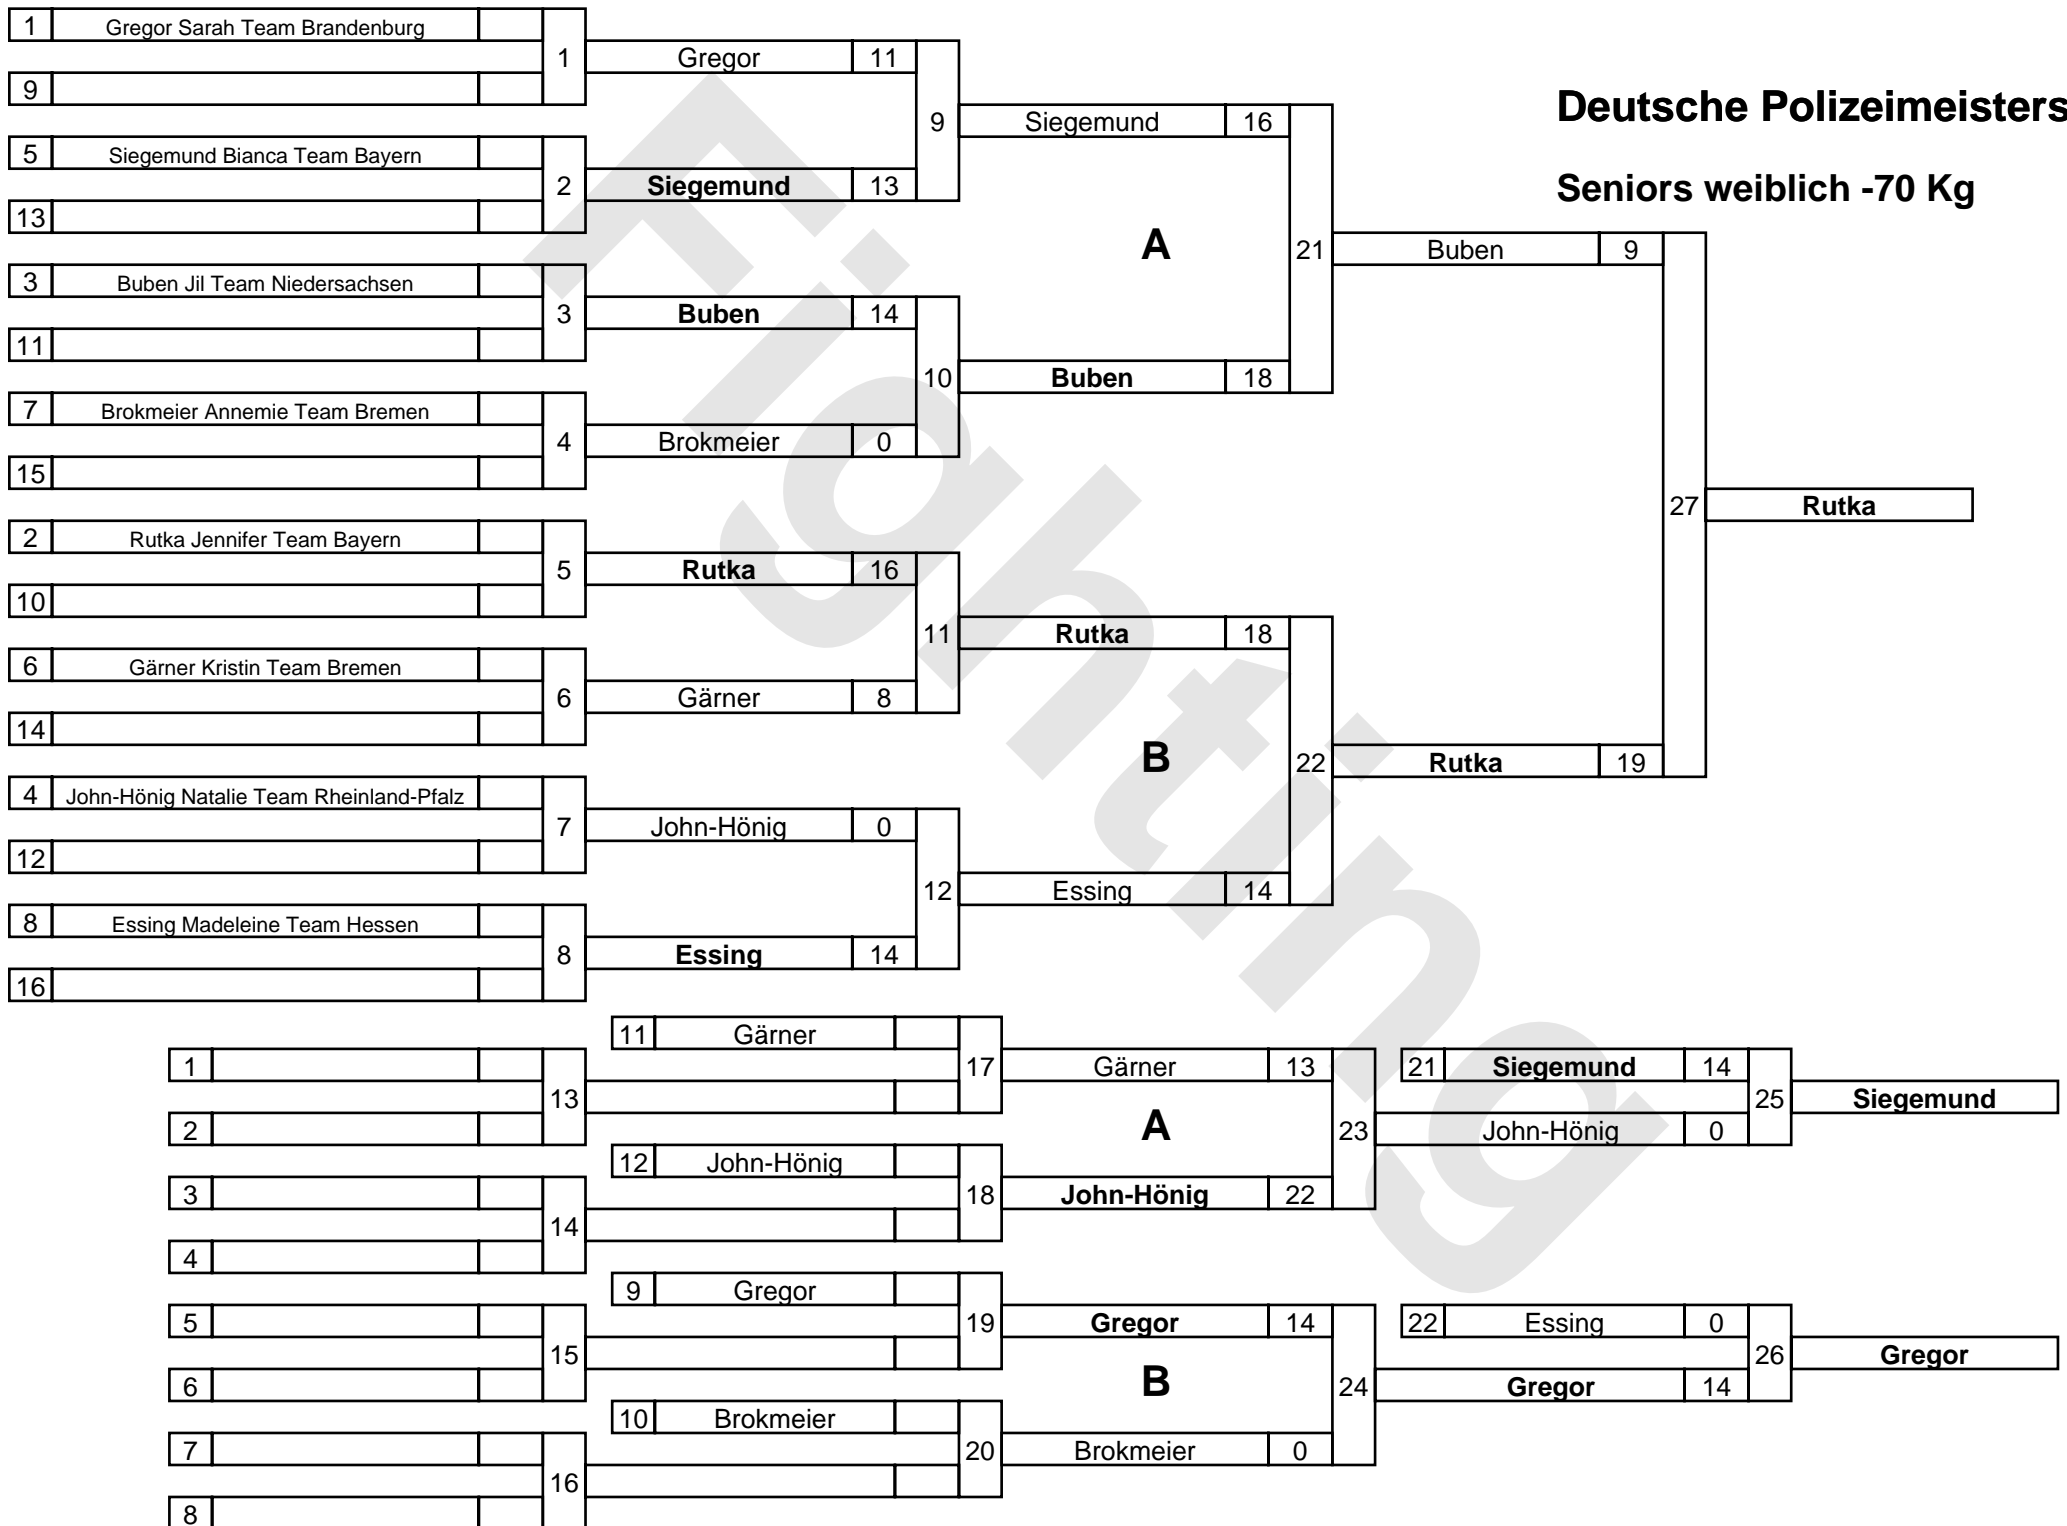 Deutsche Polizeimeisters
Seniors weiblich -70 Kg
1 Gregor Sarah Team Brandenburg
9
1
Gregor 11
5 Siegemund Bianca Team Bayern
13
2
Siegemund 13
9
Siegemund 16
3 Buben Jil Team Niedersachsen
11
3
Buben 14
7 Brokmeier Annemie Team Bremen
15
4
Brokmeier 0
10
Buben 18
A
21
Buben 9
2 Rutka Jennifer Team Bayern
10
5
Rutka 16
6 Gärner Kristin Team Bremen
14
6
Gärner 8
11
Rutka 18
4 John-Hönig Natalie Team Rheinland-Pfalz
12
7
John-Hönig 0
8 Essing Madeleine Team Hessen
16
8
Essing 14
12
Essing 14
B
22
Rutka 19
27
Rutka
Fighting
1
2
13
3
4
14
5
6
15
7
8
16
11 Gärner
17
Gärner 13
12 John-Hönig
18
John-Hönig 22
A
23
21 Siegemund 14
John-Hönig 0
25
Siegemund
9 Gregor
19
Gregor 14
10 Brokmeier
20
Brokmeier 0
B
24
22 Essing 0
Gregor 14
26
Gregor